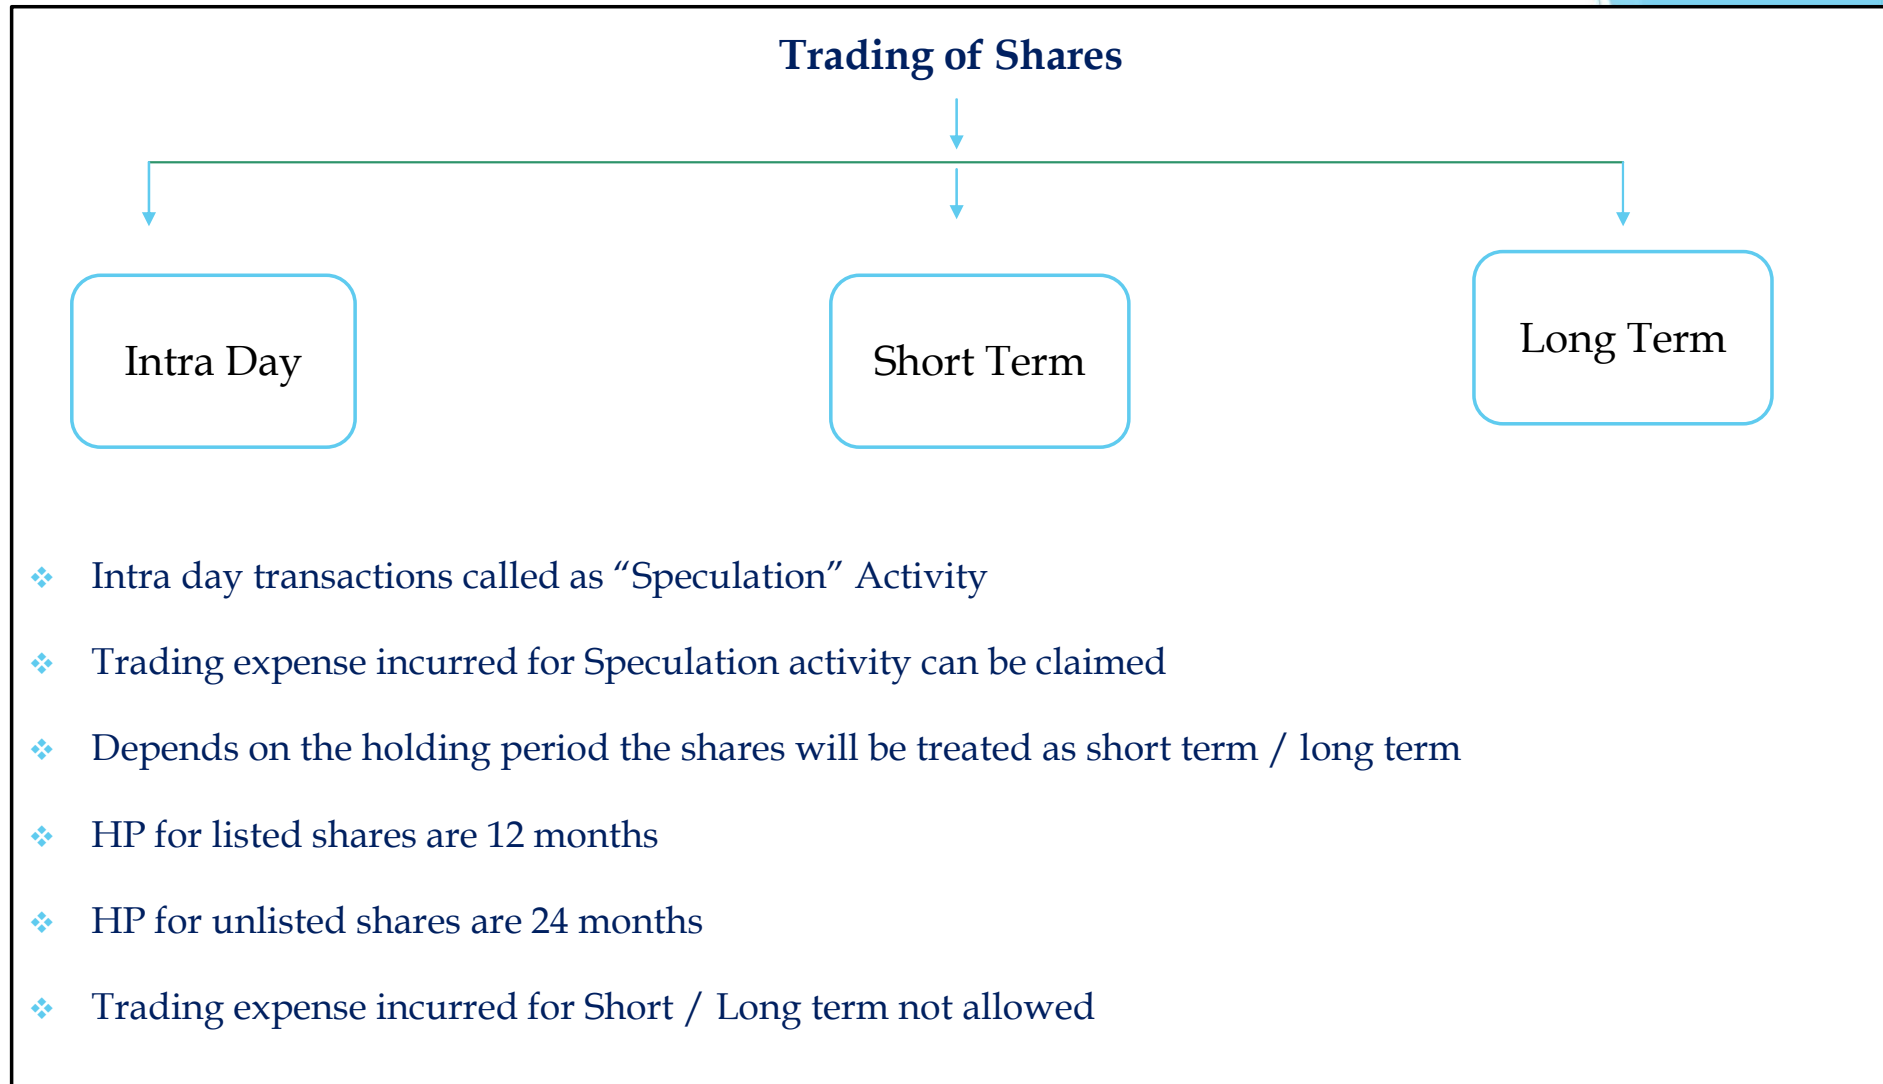 Trading of Shares
Intra Day
Short Term
Long Term
Intra day transactions called as “Speculation” Activity
Trading expense incurred for Speculation activity can be claimed
Depends on the holding period the shares will be treated as short term / long term
HP for listed shares are 12 months
HP for unlisted shares are 24 months
Trading expense incurred for Short / Long term not allowed